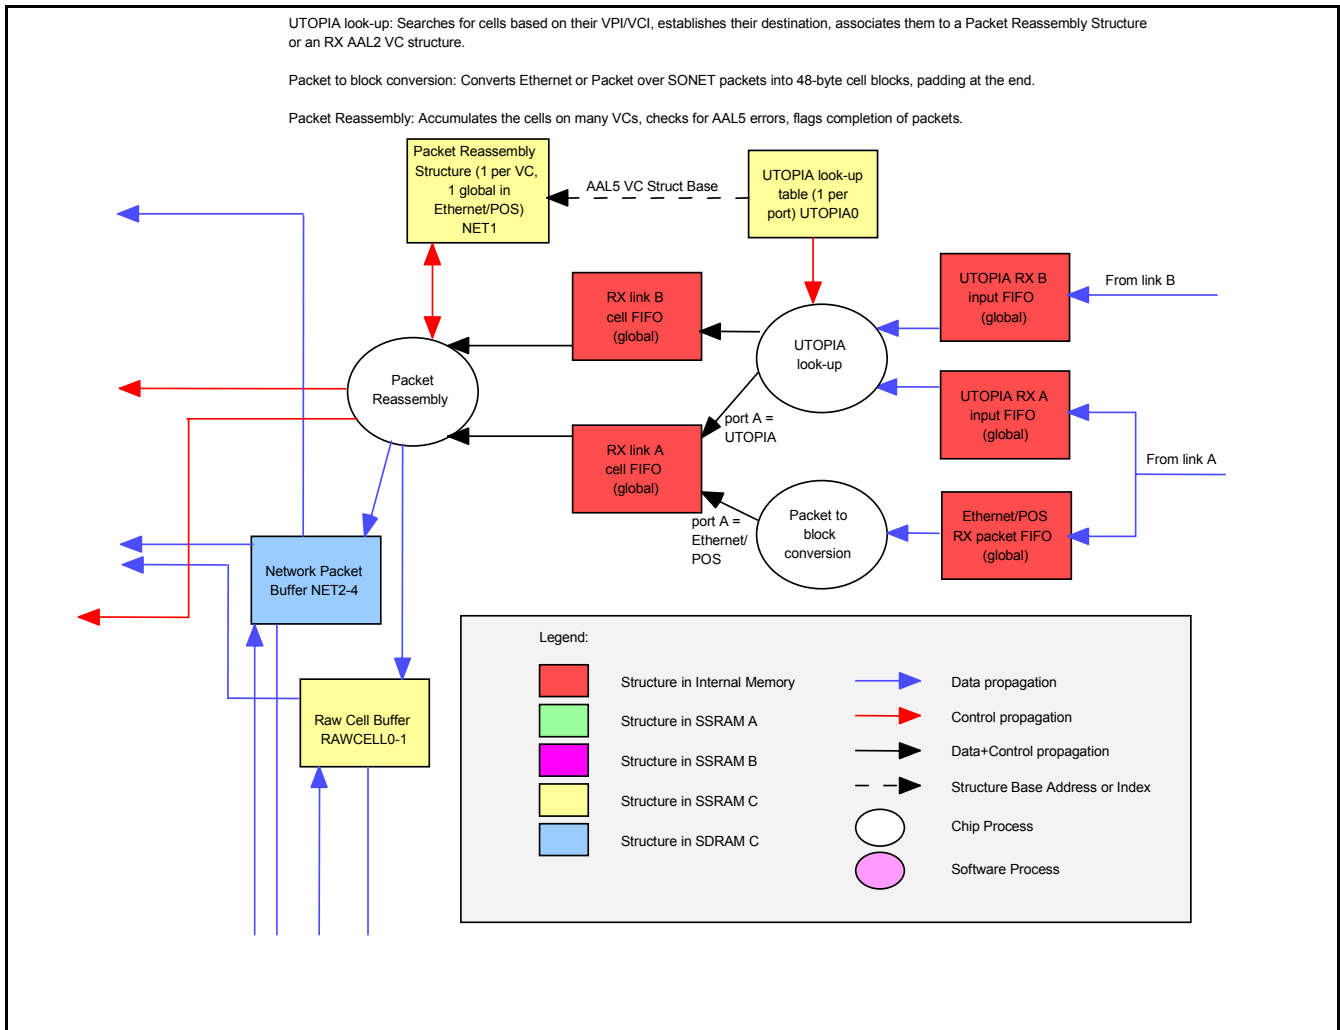 UTOPIA look-up: Searches for cells based on their VPI/VCI, establishes their destination, associates them to a Packet Reassembly Structure
or an RX AAL2 VC structure.
Packet to block conversion: Converts Ethernet or Packet over SONET packets into 48-byte cell blocks, padding at the end.
Packet Reassembly: Accumulates the cells on many VCs, checks for AAL5 errors, flags completion of packets.
Packet Reassembly
Structure (1 per VC,
1 global in
Ethernet/POS)
NET1
AAL5 VC Struct Base
UTOPIA look-up
table (1 per
port) UTOPIA0
RX link B
cell FIFO
(global)
UTOPIA RX B
input FIFO
(global)
From link B
UTOPIA
look-up
Packet
Reassembly
UTOPIA RX A
input FIFO
(global)
port A =
UTOPIA
From link A
RX link A
cell FIFO
(global)
port A =
Ethernet/
POS
Packet to
block
conversion
Ethernet/POS
RX packet FIFO
(global)
Network Packet
Buffer NET2-4
Raw Cell Buffer
RAWCELL0-1
Legend:
Structure in Internal Memory
Structure in SSRAM A
Structure in SSRAM B
Structure in SSRAM C
Structure in SDRAM C
Data propagation
Control propagation
Data+Control propagation
Structure Base Address or Index
Chip Process
Software Process